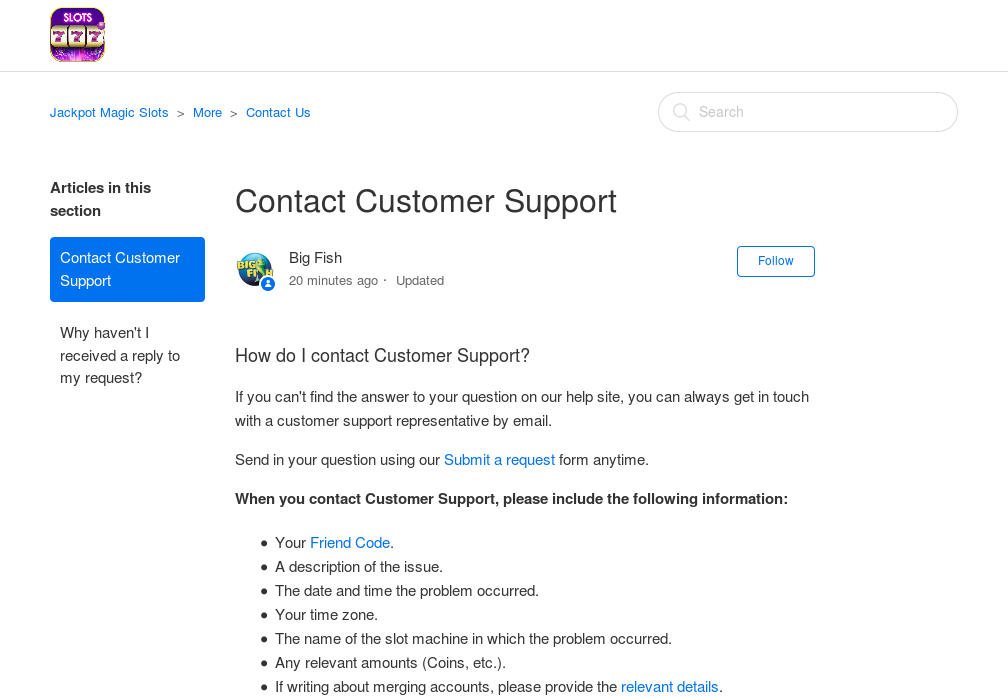 SLOTS
777
Jackpot Magic Slots > More > Contact Us
Search
Articles in this
section
Contact Customer
Support
Why haven't I
received a reply to
my request?
Contact Customer Support
BIG FISH
Big Fish
20 minutes ago · Updated
Follow
How do I contact Customer Support?
If you can't find the answer to your question on our help site, you can always get in touch
with a customer support representative by email.
Send in your question using our Submit a request form anytime.
When you contact Customer Support, please include the following information:
• Your Friend Code.
• A description of the issue.
• The date and time the problem occurred.
• Your time zone.
• The name of the slot machine in which the problem occurred.
• Any relevant amounts (Coins, etc.).
• If writing about merging accounts, please provide the relevant details.